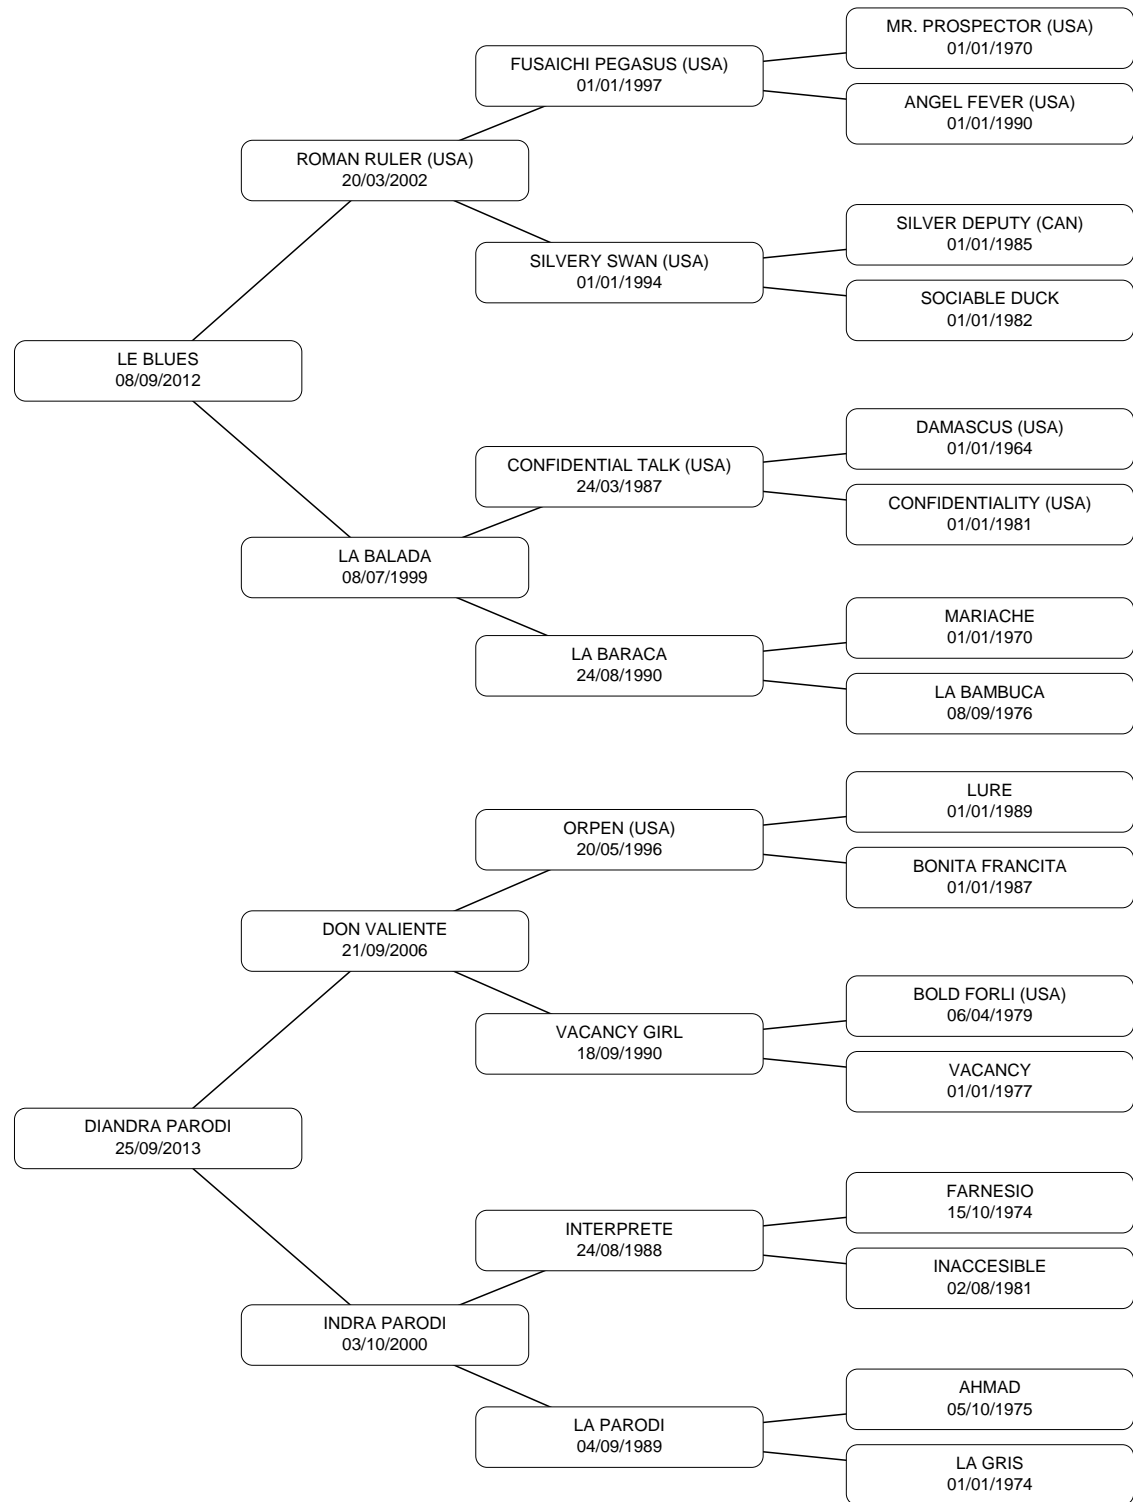 MR. PROSPECTOR (USA)
01/01/1970
FUSAICHI PEGASUS (USA)
01/01/1997
ANGEL FEVER (USA)
01/01/1990
ROMAN RULER (USA)
20/03/2002
SILVER DEPUTY (CAN)
01/01/1985
SILVERY SWAN (USA)
01/01/1994
SOCIABLE DUCK
01/01/1982
LE BLUES
08/09/2012
DAMASCUS (USA)
01/01/1964
CONFIDENTIAL TALK (USA)
24/03/1987
CONFIDENTIALITY (USA)
01/01/1981
LA BALADA
08/07/1999
MARIACHE
01/01/1970
LA BARACA
24/08/1990
LA BAMBUCA
08/09/1976
LURE
01/01/1989
ORPEN (USA)
20/05/1996
BONITA FRANCITA
01/01/1987
DON VALIENTE
21/09/2006
BOLD FORLI (USA)
06/04/1979
VACANCY GIRL
18/09/1990
VACANCY
01/01/1977
DIANDRA PARODI
25/09/2013
FARNESIO
15/10/1974
INTERPRETE
24/08/1988
INACCESIBLE
02/08/1981
INDRA PARODI
03/10/2000
AHMAD
05/10/1975
LA PARODI
04/09/1989
LA GRIS
01/01/1974